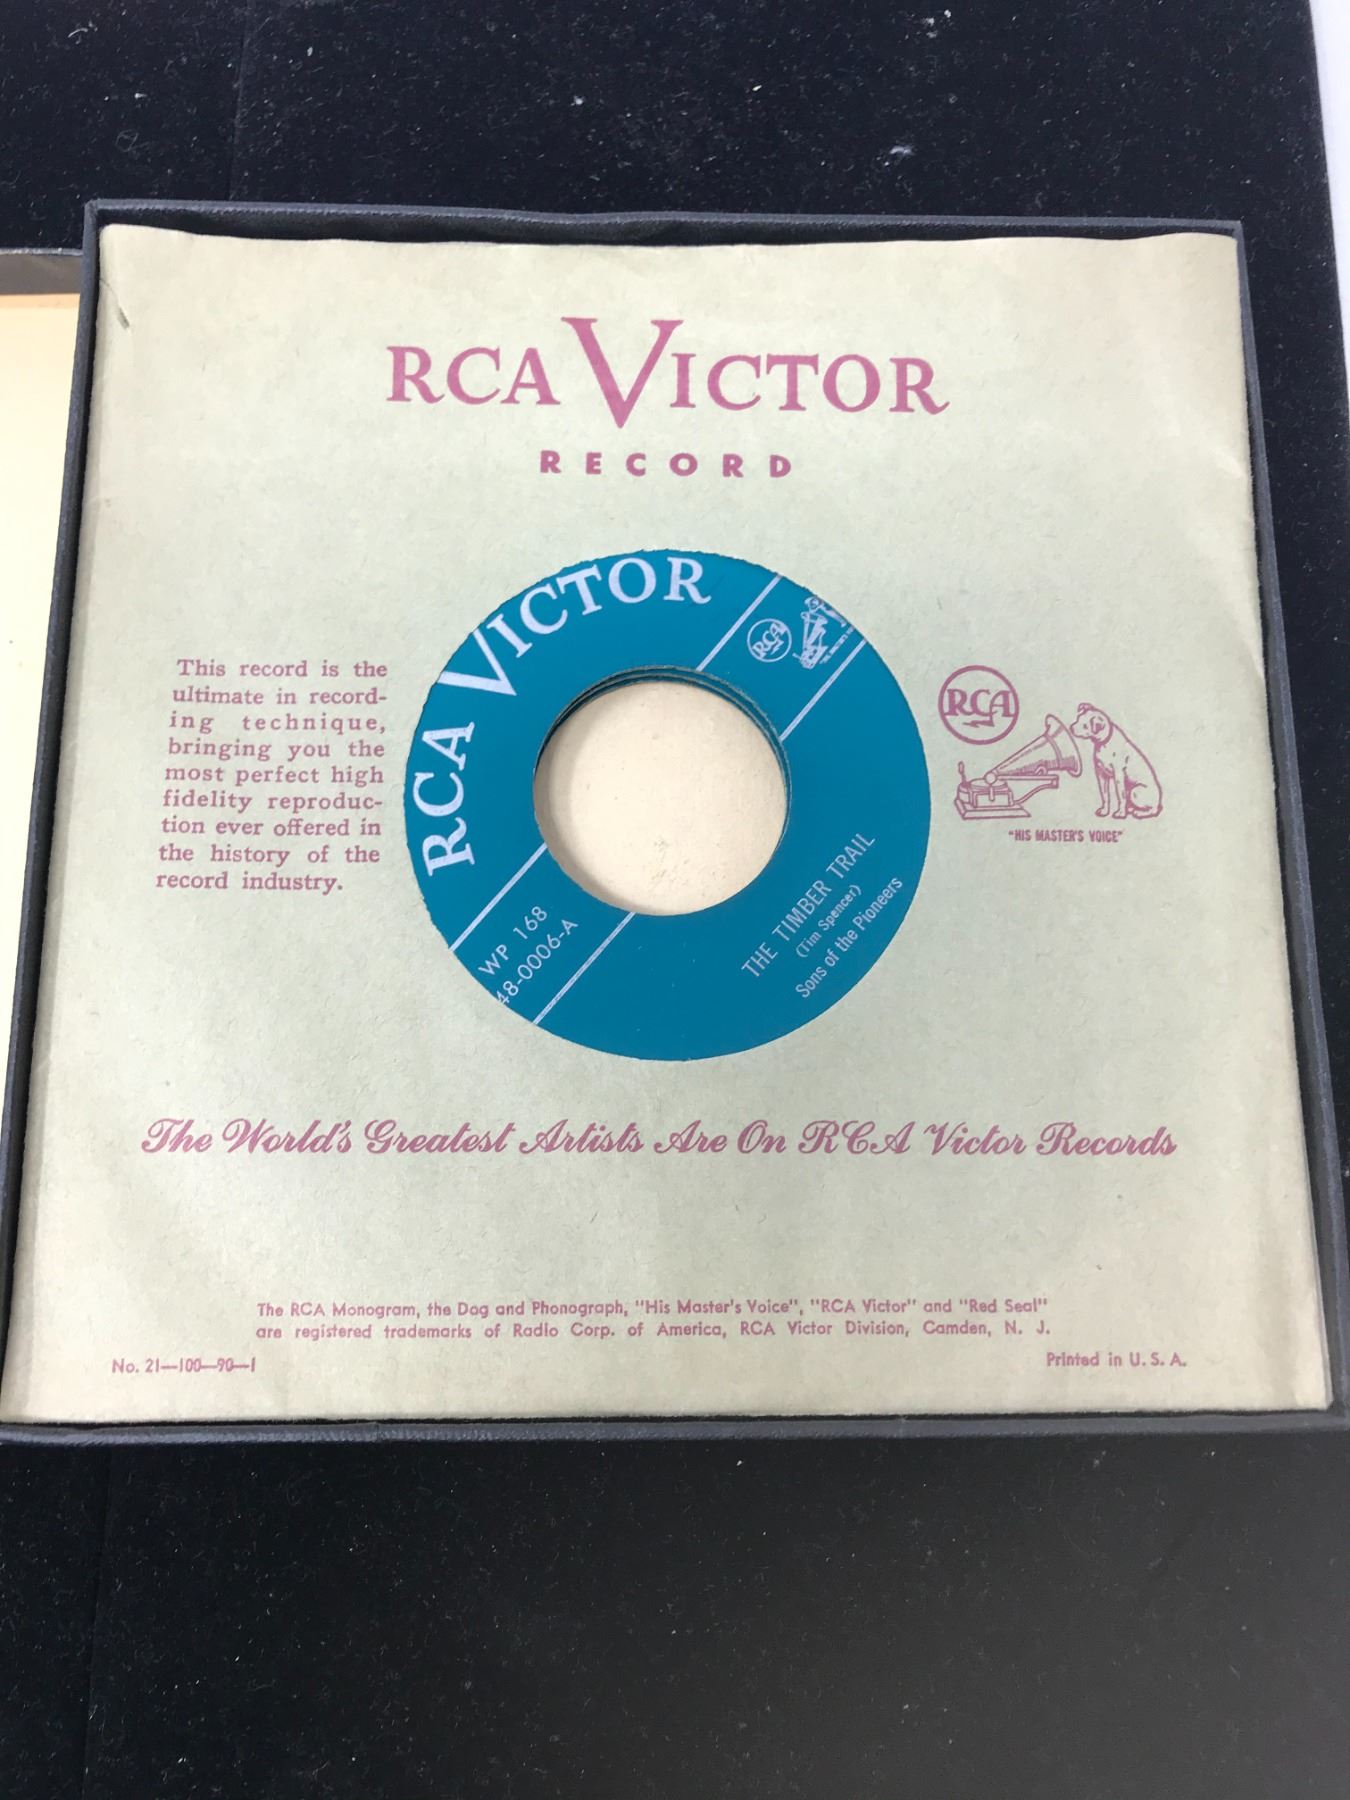 RCA VICTOR
RECORD
This record is the
ultimate in record-
ing technique,
bringing you the
most perfect high
fidelity reproduc-
tion ever offered in
the history of the
record industry.
RCA VICTOR
RCA
WP 168
48-0006-A
THE TIMBER TRAIL
(Tim Spencer)
Sons of the Pioneers
RCA
"HIS MASTER'S VOICE"
The World's Greatest Artists Are On RCA Victor Records
The RCA Monogram, the Dog and Phonograph, "His Master's Voice", "RCA Victor" and "Red Seal"
are registered trademarks of Radio Corp. of America, RCA Victor Division, Camden, N. J.
No. 21—100—90—1
Printed in U. S. A.